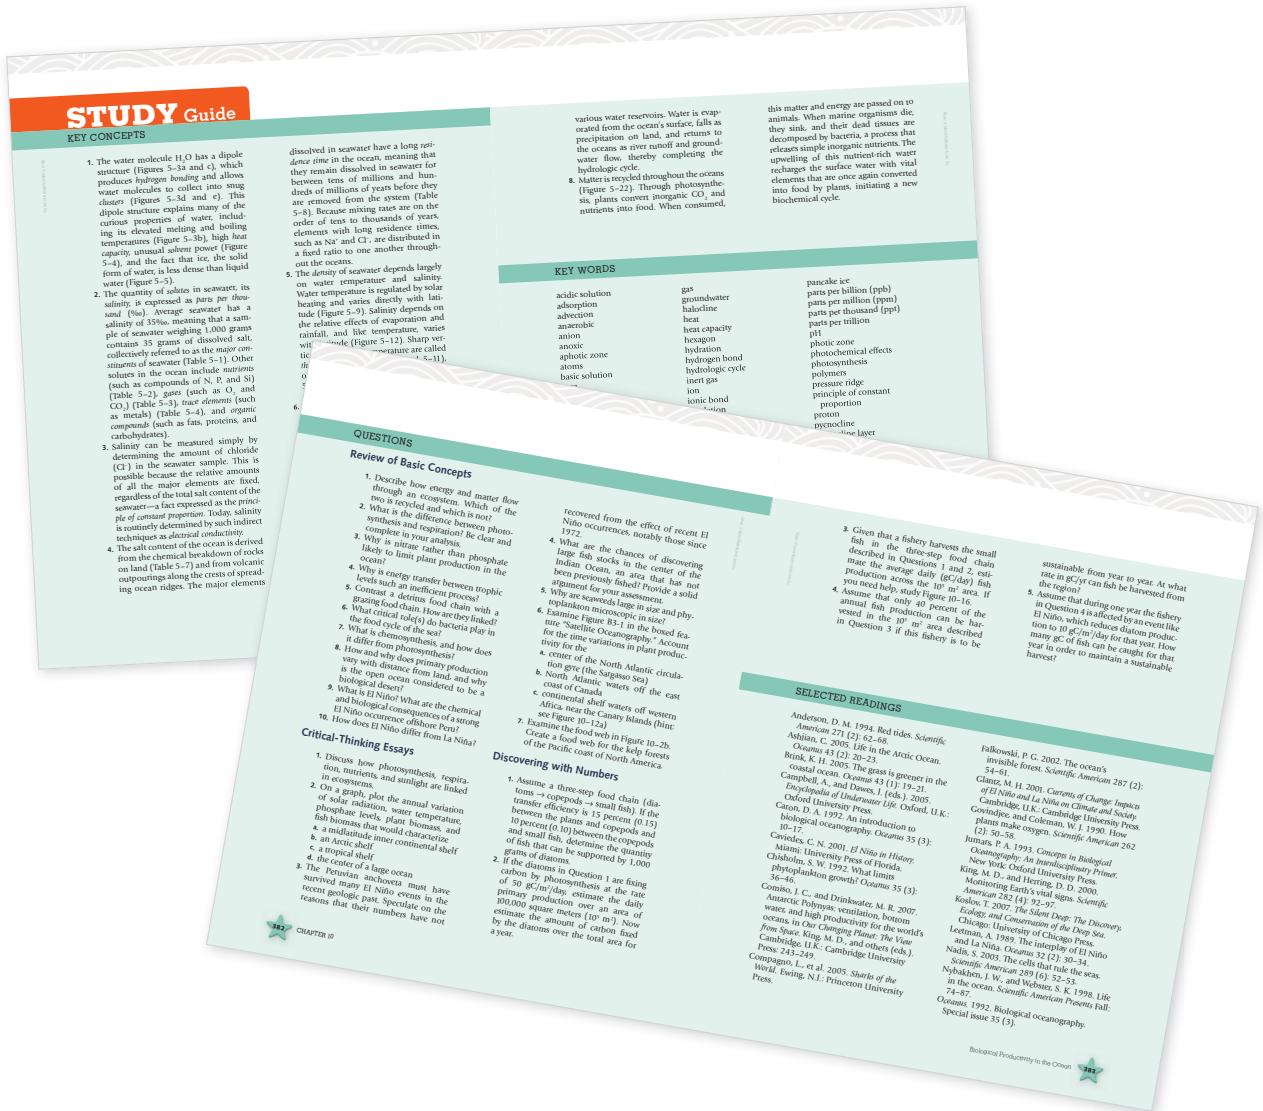 STUDY Guide
KEY CONCEPTS
1. The water molecule H₂O has a dipole
structure (Figures 5–3a and c), which
produces hydrogen bonding and allows
water molecules to collect into snug
clusters (Figures 5–3d and e). This
dipole structure explains many of the
curious properties of water, includ-
ing its elevated melting and boiling
temperatures (Figure 5–3b), high heat
capacity, unusual solvent power (Figure
5–4), and the fact that ice, the solid
form of water, is less dense than liquid
water (Figure 5–5).
2. The quantity of solutes in seawater, its
salinity, is expressed as parts per thou-
sand (‰). Average seawater has a
salinity of 35‰, meaning that a sam-
ple of seawater weighing 1,000 grams
contains 35 grams of dissolved salt,
collectively referred to as the major con-
stituents of seawater (Table 5–1). Other
solutes in the ocean include nutrients
(such as compounds of N, P, and Si)
(Table 5–2), gases (such as O₂ and
CO₂) (Table 5–3), trace elements (such
as metals) (Table 5–4), and organic
compounds (such as fats, proteins, and
carbohydrates).
3. Salinity can be measured simply by
determining the amount of chloride
(Cl⁻) in the seawater sample. This is
possible because the relative amounts
of all the major elements are fixed,
regardless of the total salt content of the
seawater—a fact expressed as the princi-
ple of constant proportion. Today, salinity
is routinely determined by such indirect
techniques as electrical conductivity.
4. The salt content of the ocean is derived
from the chemical breakdown of rocks
on land (Table 5–7) and from volcanic
outpourings along the crests of spread-
ing ocean ridges. The major elements
dissolved in seawater have a long resi-
dence time in the ocean, meaning that
they remain dissolved in seawater for
between tens of millions and hun-
dreds of millions of years before they
are removed from the system (Table
5–8). Because mixing rates are on the
order of tens to thousands of years,
elements with long residence times,
such as Na⁺ and Cl⁻, are distributed in
a fixed ratio to one another through-
out the oceans.
5. The density of seawater depends largely
on water temperature and salinity.
Water temperature is regulated by solar
heating and varies directly with lati-
tude (Figure 5–9). Salinity depends on
the relative effects of evaporation and
rainfall, and like temperature, varies
(Figure 5–12). Sharp ver-
are called
5–11),
6.
various water reservoirs. Water is evap-
orated from the ocean's surface, falls as
precipitation on land, and returns to
the oceans as river runoff and ground-
water flow, thereby completing the
hydrologic cycle.
8. Matter is recycled throughout the oceans
(Figure 5–22). Through photosynthe-
sis, plants convert inorganic CO₂ and
nutrients into food. When consumed,
this matter and energy are passed on to
animals. When marine organisms die,
they sink, and their dead tissues are
decomposed by bacteria, a process that
releases simple inorganic nutrients. The
upwelling of this nutrient-rich water
recharges the surface water with vital
elements that are once again converted
into food by plants, initiating a new
biochemical cycle.
KEY WORDS
acidic solution
adsorption
advection
anaerobic
anion
anoxic
aphotic zone
atoms
basic solution
gas
groundwater
halocline
heat
heat capacity
hexagon
hydration
hydrogen bond
hydrologic cycle
inert gas
ion
ionic bond
pancake ice
parts per billion (ppb)
parts per million (ppm)
parts per thousand (ppt)
parts per trillion
pH
photic zone
photochemical effects
photosynthesis
polymers
pressure ridge
principle of constant
proportion
proton
pycnocline
layer
QUESTIONS
Review of Basic Concepts
1. Describe how energy and matter flow
through an ecosystem. Which of the
two is recycled and which is not?
2. What is the difference between photo-
synthesis and respiration? Be clear and
complete in your analysis.
3. Why is nitrate rather than phosphate
likely to limit plant production in the
ocean?
4. Why is energy transfer between trophic
levels such an inefficient process?
5. Contrast a detritus food chain with a
grazing food chain. How are they linked?
6. What critical role(s) do bacteria play in
the food cycle of the sea?
7. What is chemosynthesis, and how does
it differ from photosynthesis?
8. How and why does primary production
vary with distance from land, and why
is the open ocean considered to be a
biological desert?
9. What is El Niño? What are the chemical
and biological consequences of a strong
El Niño occurrence offshore Peru?
10. How does El Niño differ from La Niña?
Critical-Thinking Essays
1. Discuss how photosynthesis, respira-
tion, nutrients, and sunlight are linked
in ecosystems.
2. On a graph, plot the annual variation
of solar radiation, water temperature,
phosphate levels, plant biomass, and
fish biomass that would characterize
a. a midlatitude inner continental shelf
b. an Arctic shelf
c. a tropical shelf
d. the center of a large ocean
3. The Peruvian anchoveta must have
survived many El Niño events in the
recent geologic past. Speculate on the
reasons that their numbers have not
recovered from the effect of recent El
Niño occurrences, notably those since
1972.
4. What are the chances of discovering
large fish stocks in the center of the
Indian Ocean, an area that has not
been previously fished? Provide a solid
argument for your assessment.
5. Why are seaweeds large in size and phy-
toplankton microscopic in size?
6. Examine Figure B3-1 in the boxed fea-
ture "Satellite Oceanography." Account
for the time variations in plant produc-
tivity for the
a. center of the North Atlantic circula-
tion gyre (the Sargasso Sea)
b. North Atlantic waters off the east
coast of Canada
c. continental shelf waters off western
Africa, near the Canary Islands (hint:
see Figure 10–12a)
7. Examine the food web in Figure 10–2b.
Create a food web for the kelp forests
of the Pacific coast of North America.
Discovering with Numbers
1. Assume a three-step food chain (dia-
toms → copepods → small fish). If the
transfer efficiency is 15 percent (0.15)
between the plants and copepods and
10 percent (0.10) between the copepods
and small fish, determine the quantity
of fish that can be supported by 1,000
grams of diatoms.
2. If the diatoms in Question 1 are fixing
carbon by photosynthesis at the rate
of 50 gC/m²/day, estimate the daily
primary production over an area of
100,000 square meters (10⁵ m²). Now
estimate the amount of carbon fixed
by the diatoms over the total area for
a year.
382 CHAPTER 10
3. Given that a fishery harvests the small
fish in the three-step food chain
described in Questions 1 and 2, esti-
mate the average daily (gC/day) fish
production across the 10⁵ m² area. If
you need help, study Figure 10–16.
4. Assume that only 40 percent of the
annual fish production can be har-
vested in the 10⁵ m² area described
in Question 3 if this fishery is to be
sustainable from year to year. At what
rate in gC/yr can fish be harvested from
the region?
5. Assume that during one year the fishery
in Question 4 is affected by an event like
El Niño, which reduces diatom produc-
tion to 10 gC/m²/day for that year. How
many gC of fish can be caught for that
year in order to maintain a sustainable
harvest?
SELECTED READINGS
Anderson, D. M. 1994. Red tides. Scientific
American 271 (2): 62–68.
Ashjian, C. 2005. Life in the Arctic Ocean.
Oceanus 43 (2): 20–23.
Brink, K. H. 2005. The grass is greener in the
coastal ocean. Oceanus 43 (1): 19–21.
Campbell, A., and Dawes, J. (eds.). 2005.
Encyclopedia of Underwater Life. Oxford, U.K.:
Oxford University Press.
Caron, D. A. 1992. An introduction to
biological oceanography. Oceanus 35 (3):
10–17.
Caviedes, C. N. 2001. El Niño in History.
Miami: University Press of Florida.
Chisholm, S. W. 1992. What limits
phytoplankton growth? Oceanus 35 (3):
36–46.
Comiso, J. C., and Drinkwater, M. R. 2007.
Antarctic Polynyas: ventilation, bottom
water, and high productivity for the world's
oceans, in Our Changing Planet: The View
from Space. King, M. D., and others (eds.).
Cambridge, U.K.: Cambridge University
Press: 243–249.
Compagno, L., et al. 2005. Sharks of the
World. Ewing, N.J.: Princeton University
Press.
Falkowski, P. G. 2002. The ocean's
invisible forest. Scientific American 287 (2):
54–61.
Glantz, M. H. 2001. Currents of Change: Impacts
of El Niño and La Niña on Climate and Society.
Cambridge, U.K.: Cambridge University Press.
Govindjee, and Coleman, W. J. 1990. How
plants make oxygen. Scientific American 262
(2): 50–58.
Jumars, P. A. 1993. Concepts in Biological
Oceanography: An Interdisciplinary Primer.
New York: Oxford University Press.
King, M. D., and Herring, D. D. 2000.
Monitoring Earth's vital signs. Scientific
American 282 (4): 92–97.
Koslov, T. 2007. The Silent Deep: The Discovery,
Ecology, and Conservation of the Deep Sea.
Chicago: University of Chicago Press.
Leetman, A. 1989. The interplay of El Niño
and La Niña. Oceanus 32 (2): 30–34.
Nadis, S. 2003. The cells that rule the seas.
Scientific American 289 (6): 52–53.
Nybakhen, J. W., and Webster, S. K. 1998. Life
in the ocean. Scientific American Presents Fall:
74–87.
Oceanus. 1992. Biological oceanography.
Special issue 35 (3).
Biological Productivity in the Ocean 383